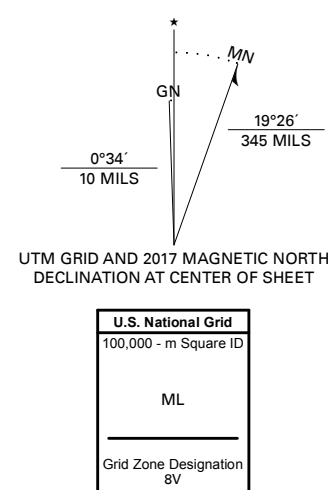 ★
MN
GN
19°26´
345 MILS
0°34´
10 MILS
UTM GRID AND 2017 MAGNETIC NORTH
DECLINATION AT CENTER OF SHEET
U.S. National Grid
100,000 - m Square ID
ML
Grid Zone Designation
8V